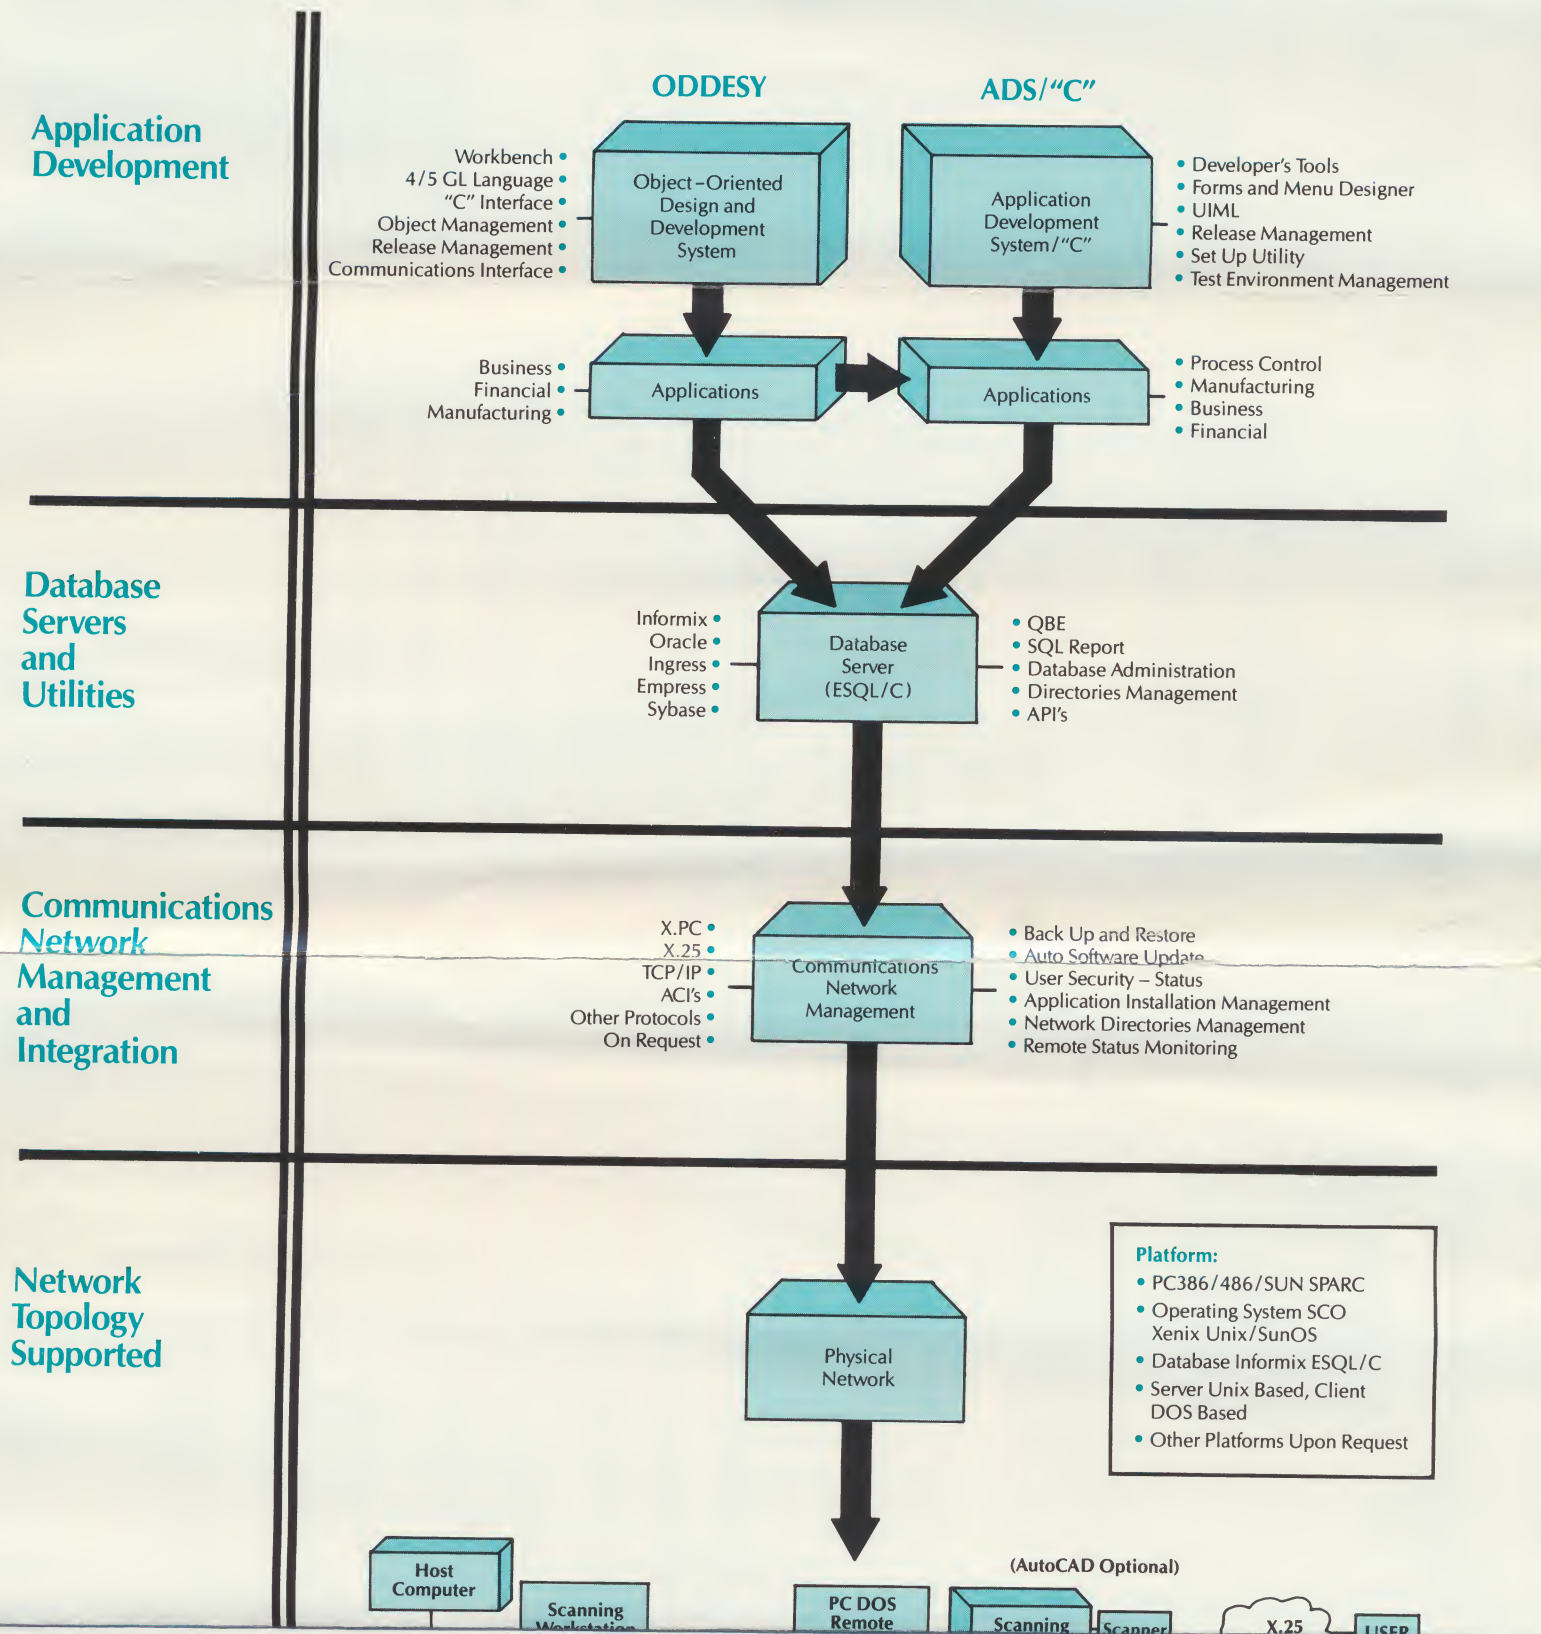 ODDESY
ADS/“C”
Application
Development
Workbench •
4/5 GL Language •
“C” Interface •
Object Management •
Release Management •
Communications Interface •
Object–Oriented
Design and
Development
System
Application
Development
System/“C”
• Developer's Tools
• Forms and Menu Designer
• UIML
• Release Management
• Set Up Utility
• Test Environment Management
Business •
Financial •
Manufacturing •
Applications
Applications
• Process Control
• Manufacturing
• Business
• Financial
Database
Servers
and
Utilities
Informix •
Oracle •
Ingress •
Empress •
Sybase •
Database
Server
(ESQL/C)
• QBE
• SQL Report
• Database Administration
• Directories Management
• API's
Communications
Network
Management
and
Integration
X.PC •
X.25 •
TCP/IP •
ACI's •
Other Protocols •
On Request •
Communications
Network
Management
• Back Up and Restore
• Auto Software Update
• User Security – Status
• Application Installation Management
• Network Directories Management
• Remote Status Monitoring
Network
Topology
Supported
Physical
Network
Platform:
• PC386/486/SUN SPARC
• Operating System SCO
Xenix Unix/SunOS
• Database Informix ESQL/C
• Server Unix Based, Client
DOS Based
• Other Platforms Upon Request
(AutoCAD Optional)
Host
Computer
Scanning
Workstation
PC DOS
Remote
Scanning
Scanner
X.25
USER